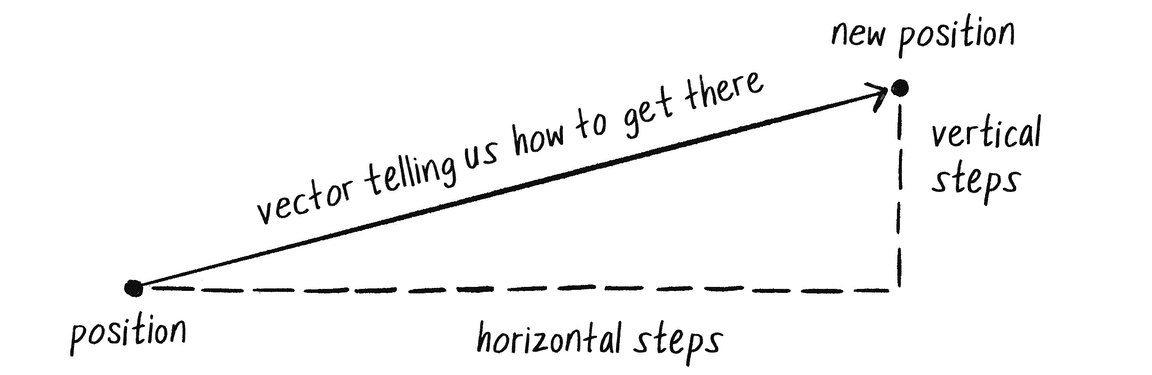 new position
vector telling us how to get there
vertical
steps
position
horizontal steps